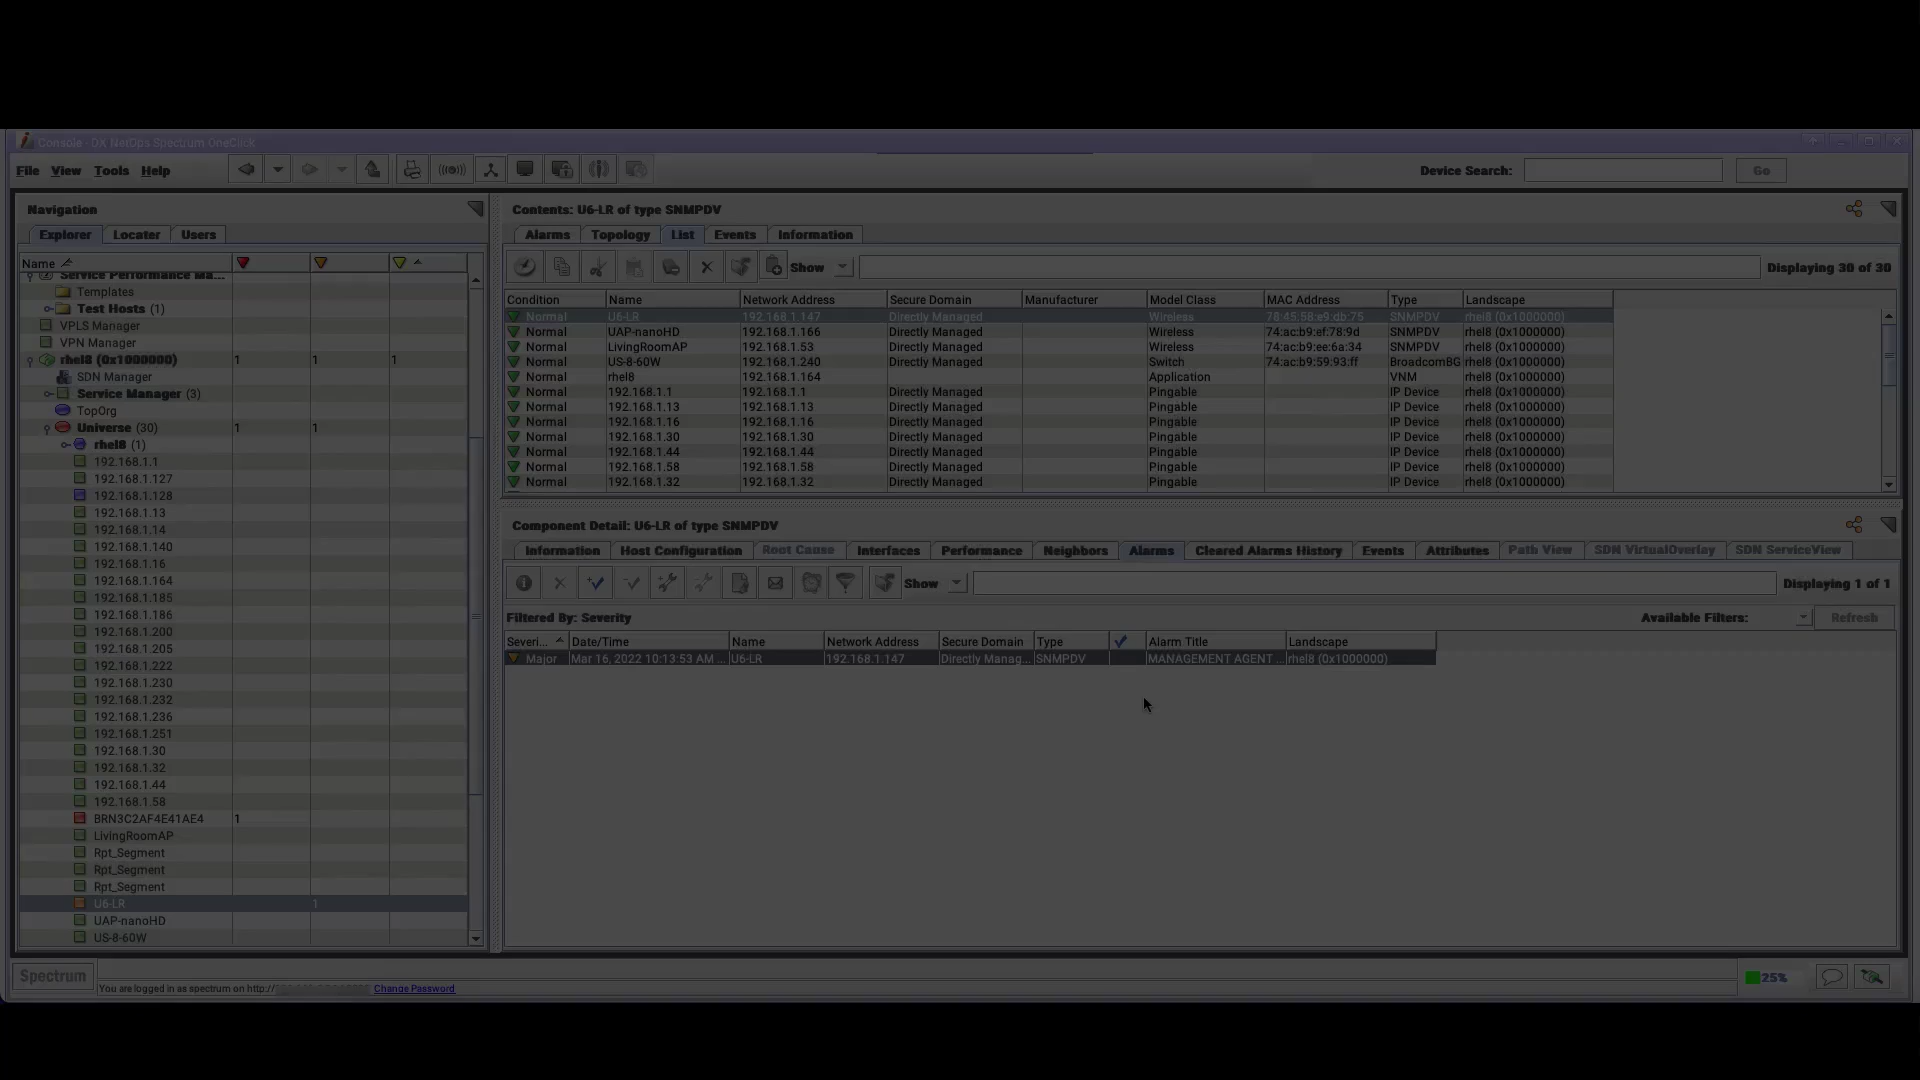 Console - DX NetOps Spectrum OneClick
File View Tools Help
Device Search: Go
Navigation
Explorer Locater Users
Name
Service Performance Ma...
Templates
Test Hosts (1)
VPLS Manager
VPN Manager
rhel8 (0x1000000) 1 1 1
SDN Manager
Service Manager (3)
TopOrg
Universe (30) 1 1
rhel8 (1)
192.168.1.1
192.168.1.127
192.168.1.128
192.168.1.13
192.168.1.14
192.168.1.140
192.168.1.16
192.168.1.164
192.168.1.185
192.168.1.186
192.168.1.200
192.168.1.205
192.168.1.222
192.168.1.230
192.168.1.232
192.168.1.236
192.168.1.251
192.168.1.30
192.168.1.32
192.168.1.44
192.168.1.58
BRN3C2AF4E41AE4 1
LivingRoomAP
Rpt_Segment
Rpt_Segment
Rpt_Segment
U6-LR 1
UAP-nanoHD
US-8-60W
Contents: U6-LR of type SNMPDV
Alarms Topology List Events Information
Show Displaying 30 of 30
Condition Name Network Address Secure Domain Manufacturer Model Class MAC Address Type Landscape
Normal U6-LR 192.168.1.147 Directly Managed Wireless 78:45:58:e9:db:75 SNMPDV rhel8 (0x1000000)
Normal UAP-nanoHD 192.168.1.166 Directly Managed Wireless 74:ac:b9:ef:78:9d SNMPDV rhel8 (0x1000000)
Normal LivingRoomAP 192.168.1.53 Directly Managed Wireless 74:ac:b9:ee:6a:34 SNMPDV rhel8 (0x1000000)
Normal US-8-60W 192.168.1.240 Directly Managed Switch 74:ac:b9:59:93:ff BroadcomBG rhel8 (0x1000000)
Normal rhel8 192.168.1.164 Application VNM rhel8 (0x1000000)
Normal 192.168.1.1 192.168.1.1 Directly Managed Pingable IP Device rhel8 (0x1000000)
Normal 192.168.1.13 192.168.1.13 Directly Managed Pingable IP Device rhel8 (0x1000000)
Normal 192.168.1.16 192.168.1.16 Directly Managed Pingable IP Device rhel8 (0x1000000)
Normal 192.168.1.30 192.168.1.30 Directly Managed Pingable IP Device rhel8 (0x1000000)
Normal 192.168.1.44 192.168.1.44 Directly Managed Pingable IP Device rhel8 (0x1000000)
Normal 192.168.1.58 192.168.1.58 Directly Managed Pingable IP Device rhel8 (0x1000000)
Normal 192.168.1.32 192.168.1.32 Directly Managed Pingable IP Device rhel8 (0x1000000)
Component Detail: U6-LR of type SNMPDV
Information Host Configuration Root Cause Interfaces Performance Neighbors Alarms Cleared Alarms History Events Attributes Path View SDN VirtualOverlay SDN ServiceView
Show Displaying 1 of 1
Filtered By: Severity Available Filters: Refresh
Severi... Date/Time Name Network Address Secure Domain Type Alarm Title Landscape
Major Mar 16, 2022 10:13:53 AM ... U6-LR 192.168.1.147 Directly Manag... SNMPDV MANAGEMENT AGENT ... rhel8 (0x1000000)
Spectrum
You are logged in as spectrum on http:// Change Password
25%